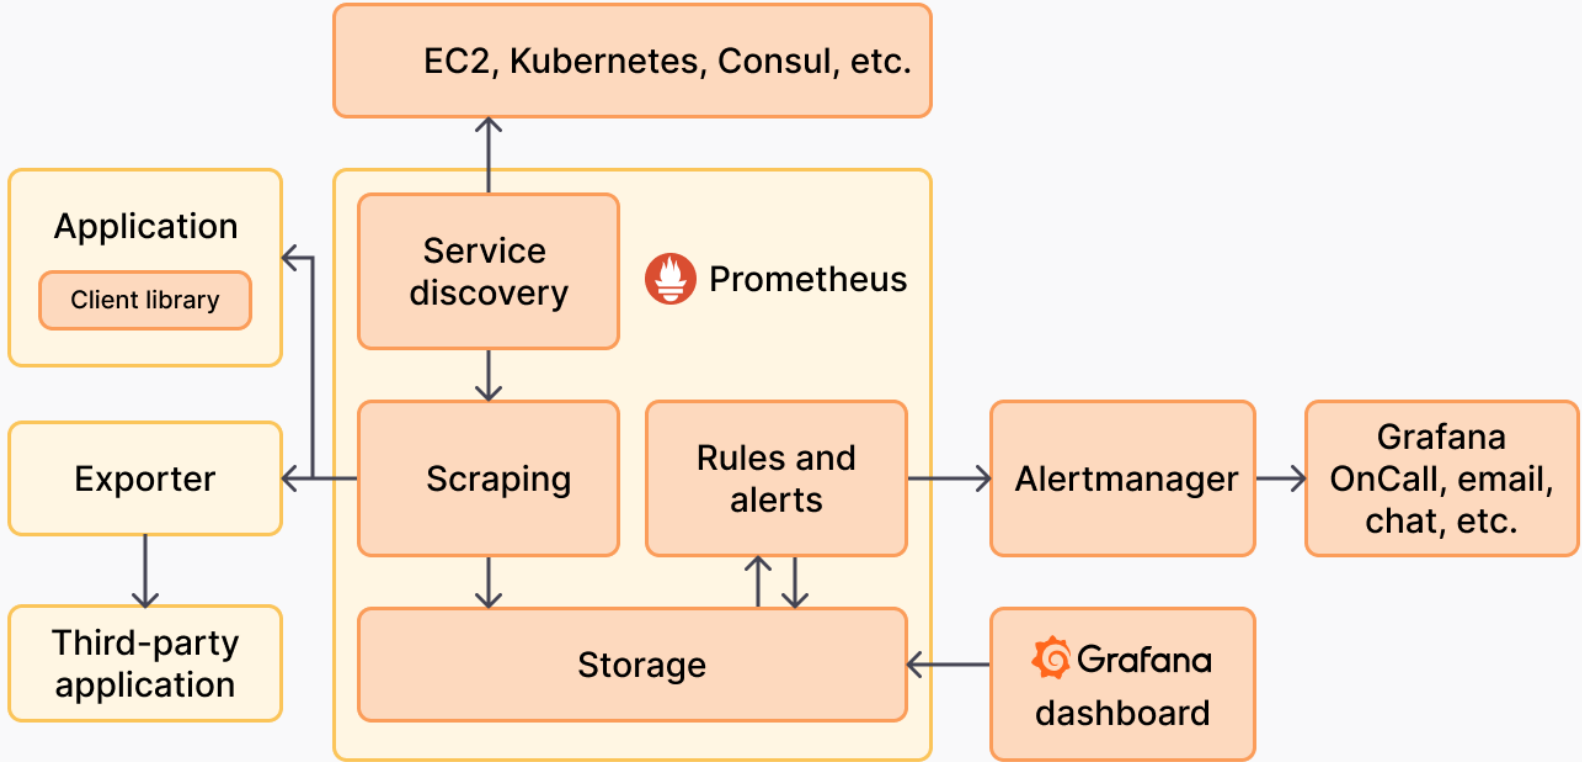 EC2, Kubernetes, Consul, etc.
Application
Client library
Service
discovery
Prometheus
Exporter
Scraping
Rules and
alerts
Alertmanager
Grafana
OnCall, email,
chat, etc.
Third-party
application
Storage
Grafana
dashboard